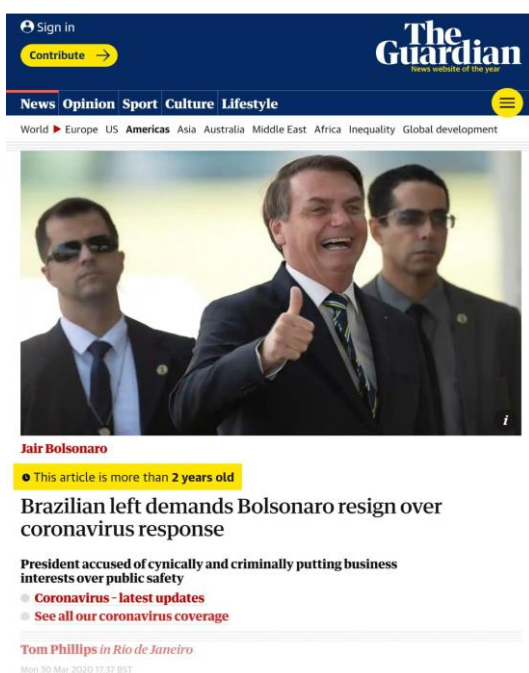 Sign in
Contribute →
The
Guardian
News website of the year
News Opinion Sport Culture Lifestyle
World ▶ Europe US Americas Asia Australia Middle East Africa Inequality Global development
i
Jair Bolsonaro
This article is more than 2 years old
Brazilian left demands Bolsonaro resign over
coronavirus response
President accused of cynically and criminally putting business
interests over public safety
Coronavirus – latest updates
See all our coronavirus coverage
Tom Phillips in Rio de Janeiro
Mon 30 Mar 2020 17.37 BST